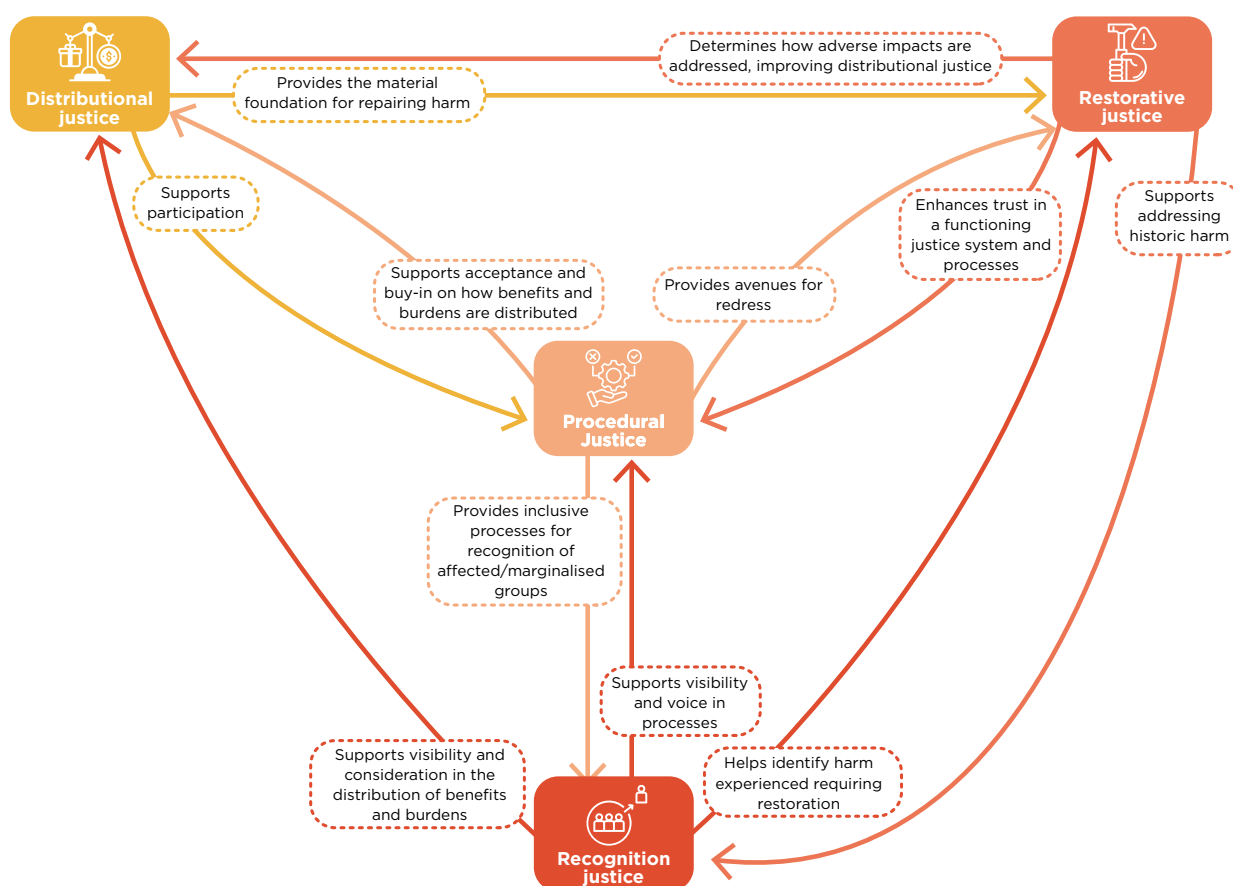 Distributional
justice
Determines how adverse impacts are
addressed, improving distributional justice
Provides the material
foundation for repairing harm
Restorative
justice
Supports
participation
Supports acceptance and
buy-in on how benefits and
burdens are distributed
Provides avenues for
redress
Enhances trust in
a functioning
justice system and
processes
Supports
addressing
historic harm
Procedural
Justice
Provides inclusive
processes for
recognition of
affected/marginalised
groups
Supports visibility
and voice in
processes
Supports visibility and
consideration in the
distribution of benefits
and burdens
Helps identify harm
experienced requiring
restoration
Recognition
justice